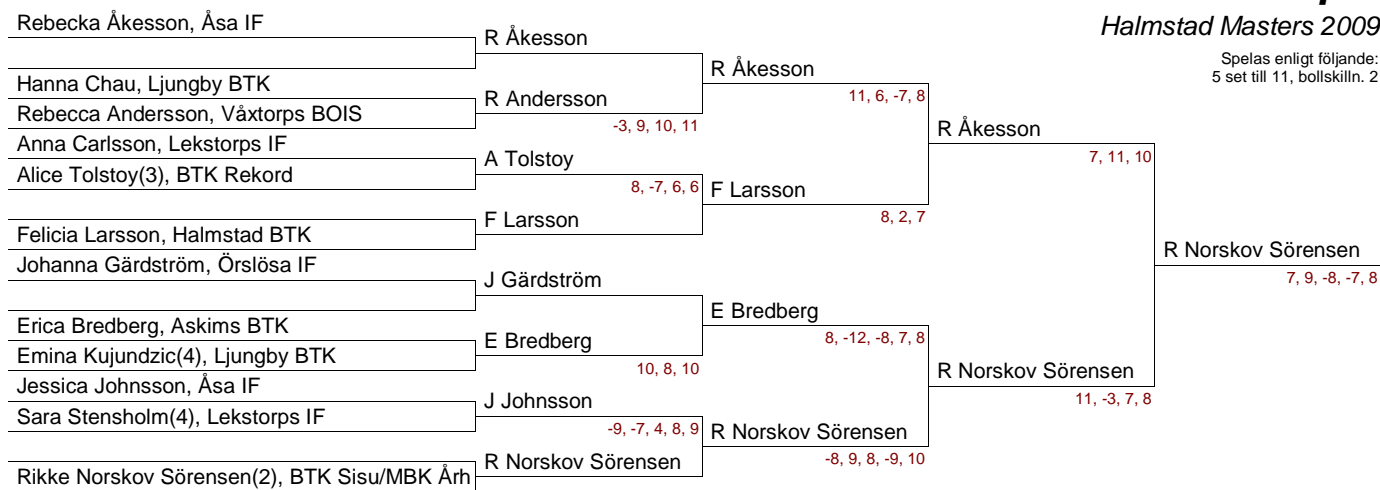 Halmstad Masters 2009
Spelas enligt följande:
5 set till 11, bollskilln. 2
Rebecka Åkesson, Åsa IF
Hanna Chau, Ljungby BTK
Rebecca Andersson, Våxtorps BOIS
Anna Carlsson, Lekstorps IF
Alice Tolstoy(3), BTK Rekord
Felicia Larsson, Halmstad BTK
Johanna Gärdström, Örslösa IF
Erica Bredberg, Askims BTK
Emina Kujundzic(4), Ljungby BTK
Jessica Johnsson, Åsa IF
Sara Stensholm(4), Lekstorps IF
Rikke Norskov Sörensen(2), BTK Sisu/MBK Årh
R Åkesson
R Andersson
-3, 9, 10, 11
A Tolstoy
8, -7, 6, 6
F Larsson
J Gärdström
E Bredberg
10, 8, 10
J Johnsson
-9, -7, 4, 8, 9
R Norskov Sörensen
R Åkesson
11, 6, -7, 8
F Larsson
8, 2, 7
E Bredberg
8, -12, -8, 7, 8
R Norskov Sörensen
-8, 9, 8, -9, 10
R Åkesson
7, 11, 10
R Norskov Sörensen
11, -3, 7, 8
R Norskov Sörensen
7, 9, -8, -7, 8